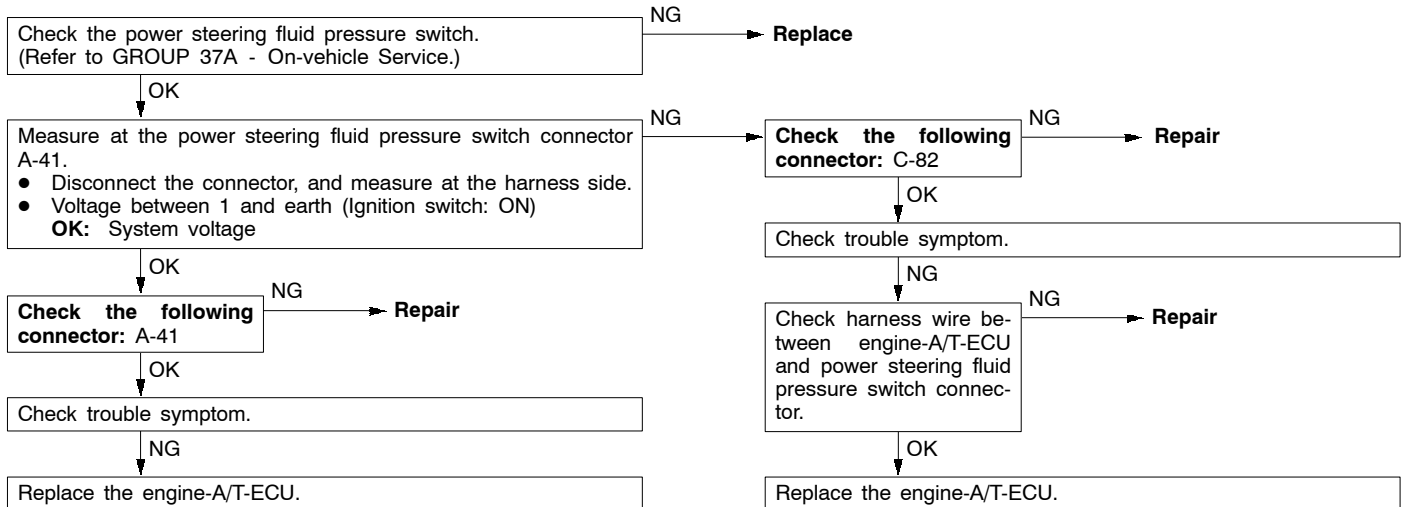 Check the power steering fluid pressure switch.
(Refer to GROUP 37A - On-vehicle Service.)
NG
Replace
OK
Measure at the power steering fluid pressure switch connector
A-41.
● Disconnect the connector, and measure at the harness side.
● Voltage between 1 and earth (Ignition switch: ON)
OK: System voltage
NG
Check the following
connector: C-82
NG
Repair
OK
Check trouble symptom.
NG
Check harness wire be-
tween engine-A/T-ECU
and power steering fluid
pressure switch connec-
tor.
NG
Repair
OK
Replace the engine-A/T-ECU.
OK
Check the following
connector: A-41
NG
Repair
OK
Check trouble symptom.
NG
Replace the engine-A/T-ECU.